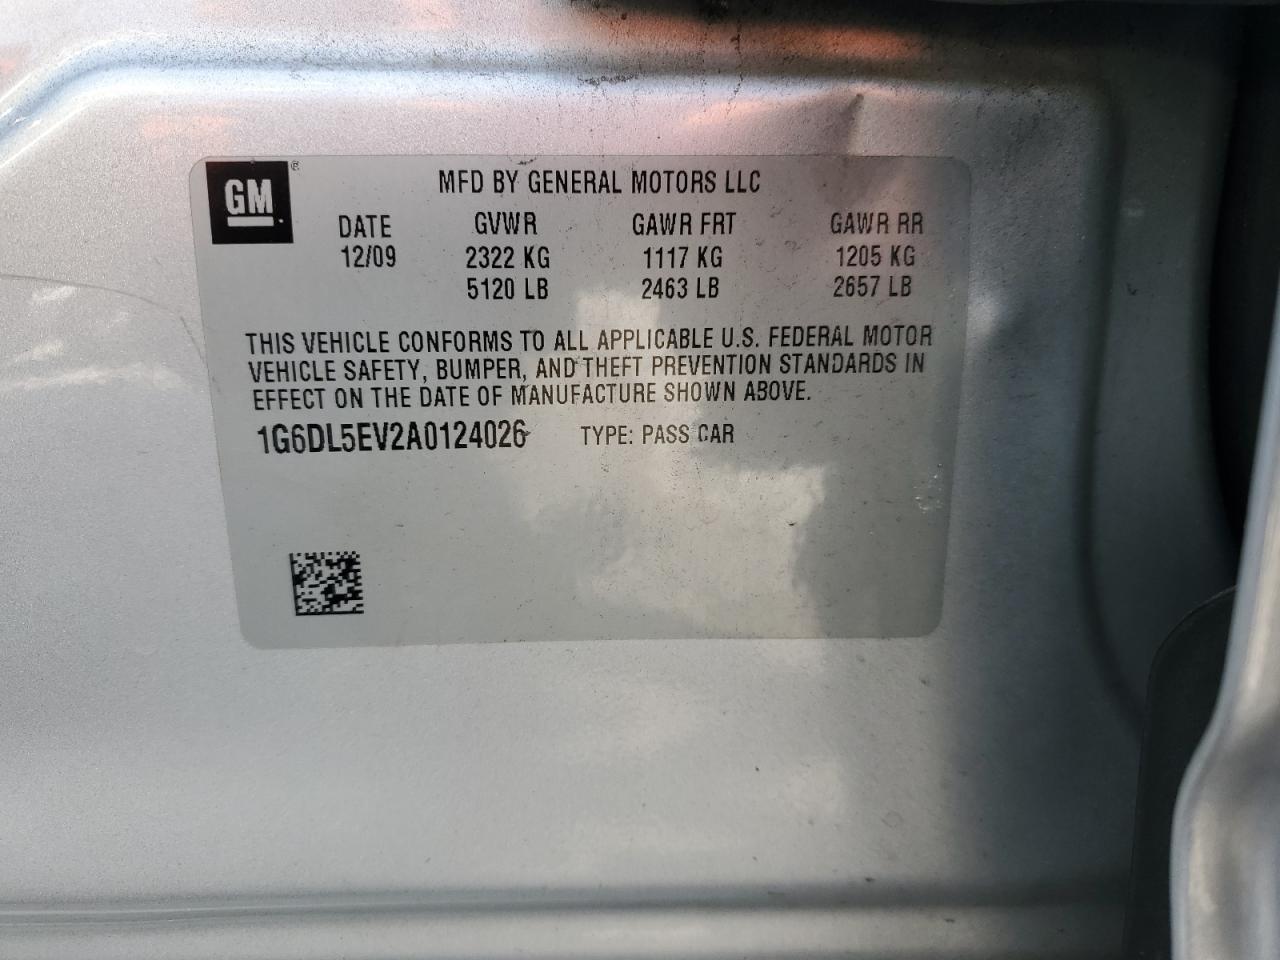 GM ®
MFD BY GENERAL MOTORS LLC
DATE GVWR GAWR FRT GAWR RR
12/09 2322 KG 1117 KG 1205 KG
5120 LB 2463 LB 2657 LB
THIS VEHICLE CONFORMS TO ALL APPLICABLE U.S. FEDERAL MOTOR
VEHICLE SAFETY, BUMPER, AND THEFT PREVENTION STANDARDS IN
EFFECT ON THE DATE OF MANUFACTURE SHOWN ABOVE.
1G6DL5EV2A0124026 TYPE: PASS CAR